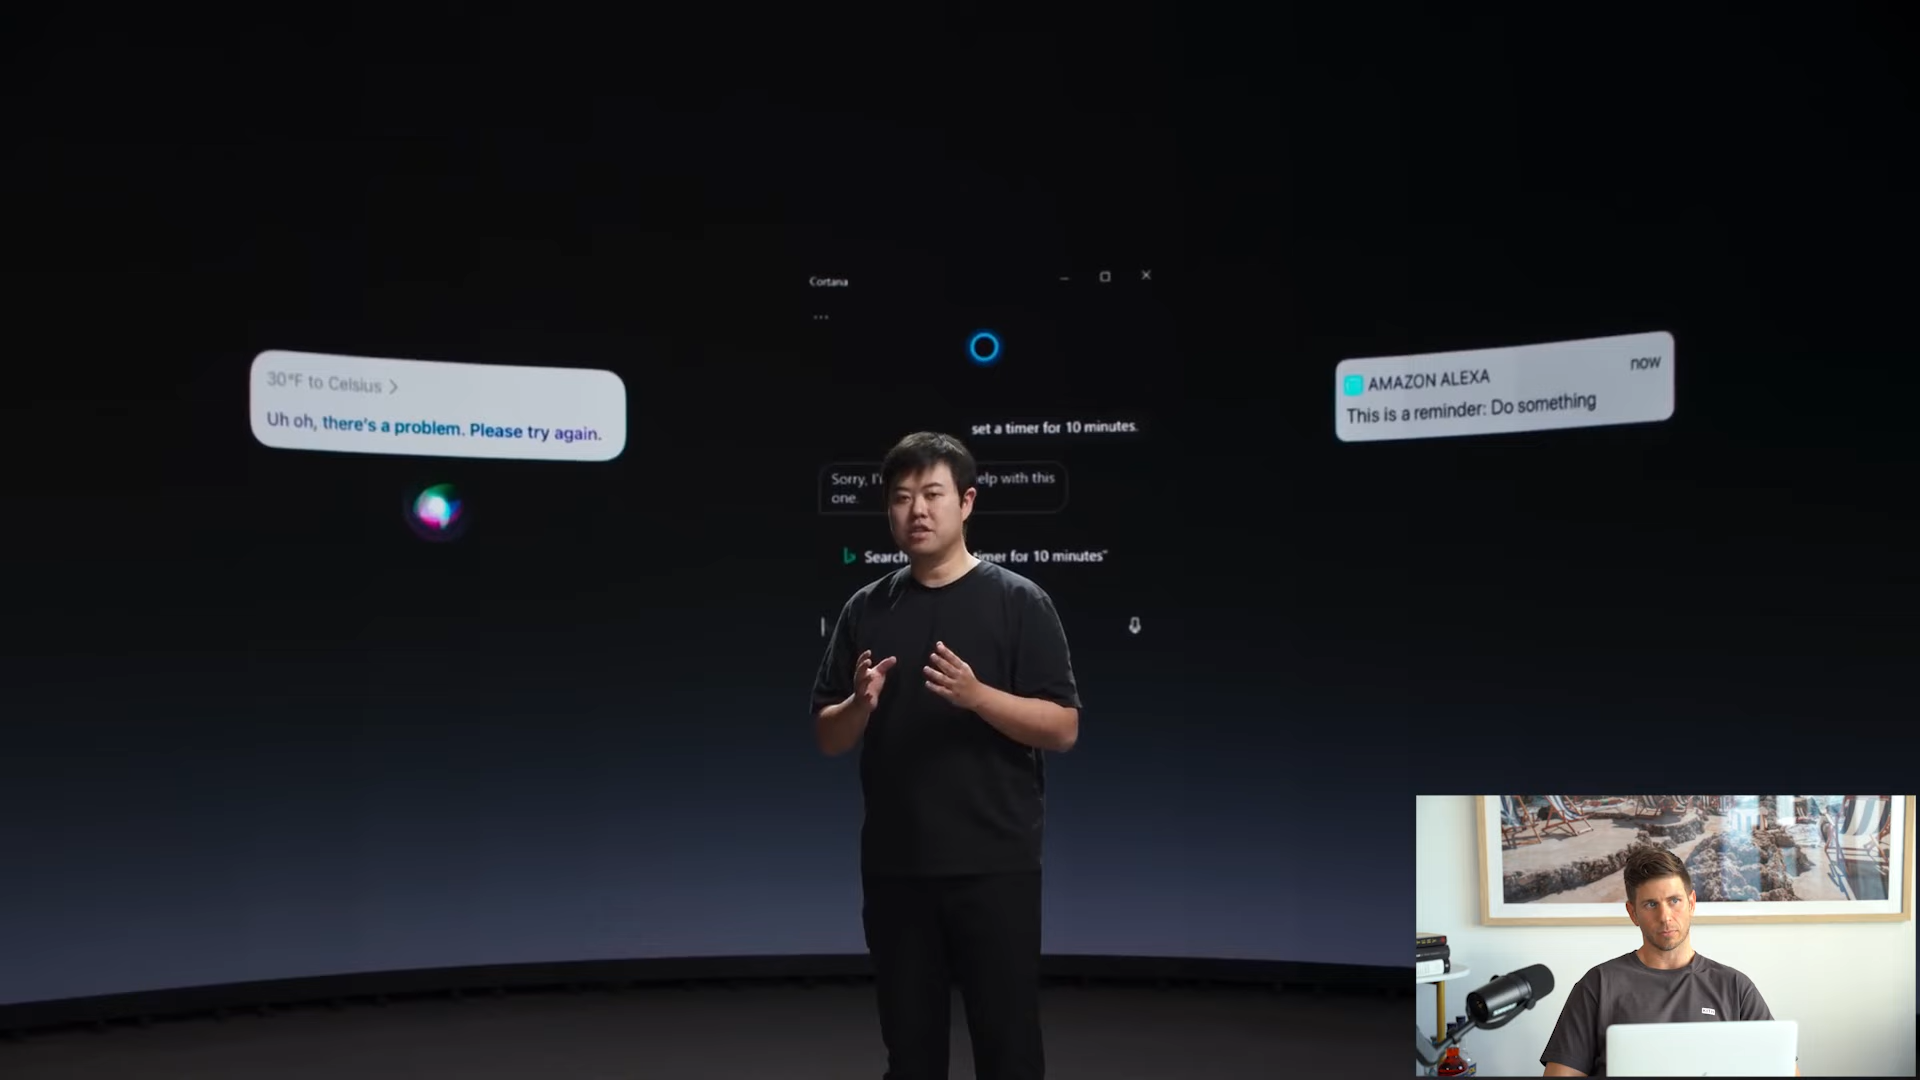 30°F to Celsius >
Uh oh, there's a problem. Please try again.
Cortana
set a timer for 10 minutes.
Sorry, elp with this
one.
Search timer for 10 minutes"
AMAZON ALEXA
now
This is a reminder: Do something